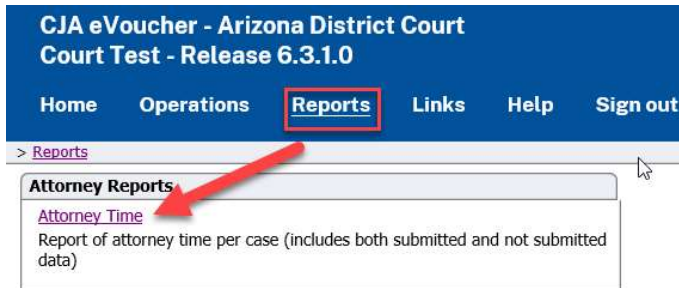 CJA eVoucher - Arizona District Court
Court Test - Release 6.3.1.0
Home Operations Reports Links Help Sign out
> Reports
Attorney Reports
Attorney Time
Report of attorney time per case (includes both submitted and not submitted
data)